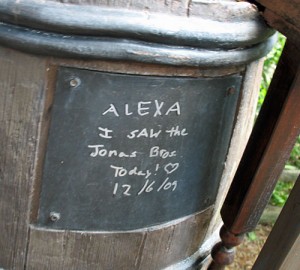 ALEXA
I SAW the
Jonas Bros
Today! ♡
12/6/09